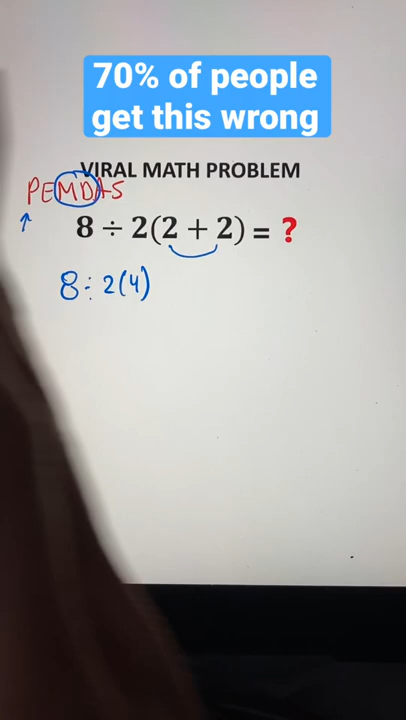 70% of people
get this wrong
VIRAL MATH PROBLEM
PEMDAS
8 ÷ 2(2 + 2) = ?
8 ÷ 2(4)